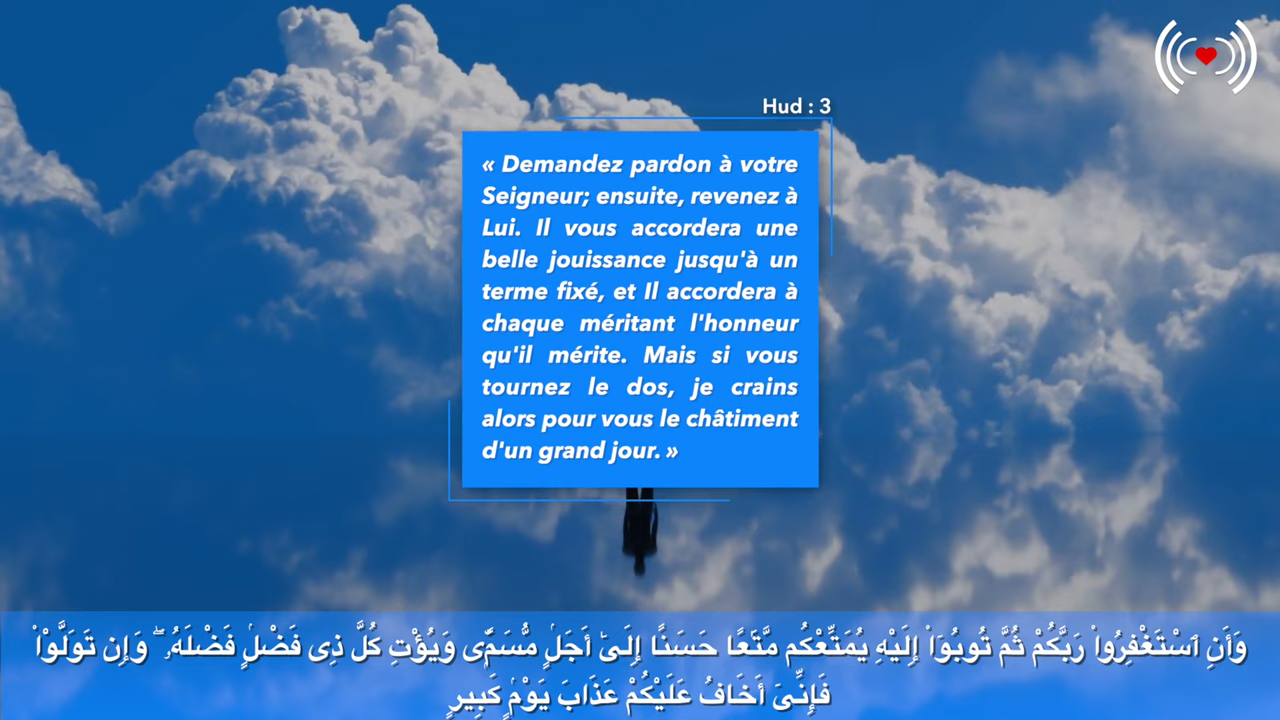 Hud : 3
« Demandez pardon à votre
Seigneur; ensuite, revenez à
Lui. Il vous accordera une
belle jouissance jusqu'à un
terme fixé, et Il accordera à
chaque méritant l'honneur
qu'il mérite. Mais si vous
tournez le dos, je crains
alors pour vous le châtiment
d'un grand jour. »
وَأَنِ ٱسْتَغْفِرُوا۟ رَبَّكُمْ ثُمَّ تُوبُوٓا۟ إِلَيْهِ يُمَتِّعْكُم مَّتَٰعًا حَسَنًا إِلَىٰٓ أَجَلٍ مُّسَمًّى وَيُؤْتِ كُلَّ ذِى فَضْلٍ فَضْلَهُۥ ۖ وَإِن تَوَلَّوْا۟
فَإِنِّىٓ أَخَافُ عَلَيْكُمْ عَذَابَ يَوْمٍ كَبِيرٍ